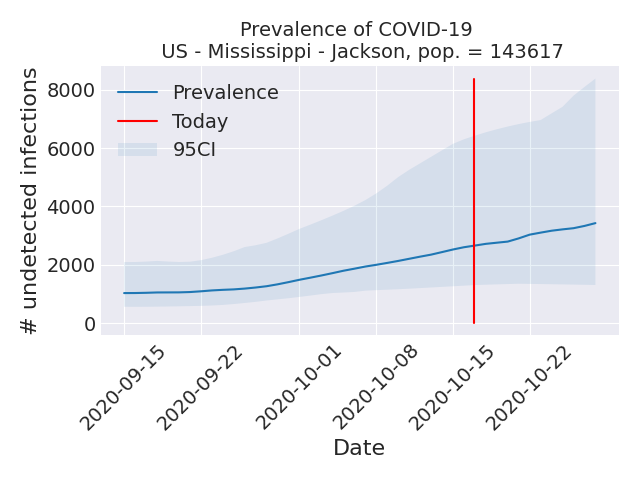 Prevalence of COVID-19
US - Mississippi - Jackson, pop. = 143617
# undetected infections
8000
6000
4000
2000
0
Prevalence
Today
95CI
2020-09-15
2020-09-22
2020-10-01
2020-10-08
2020-10-15
2020-10-22
Date